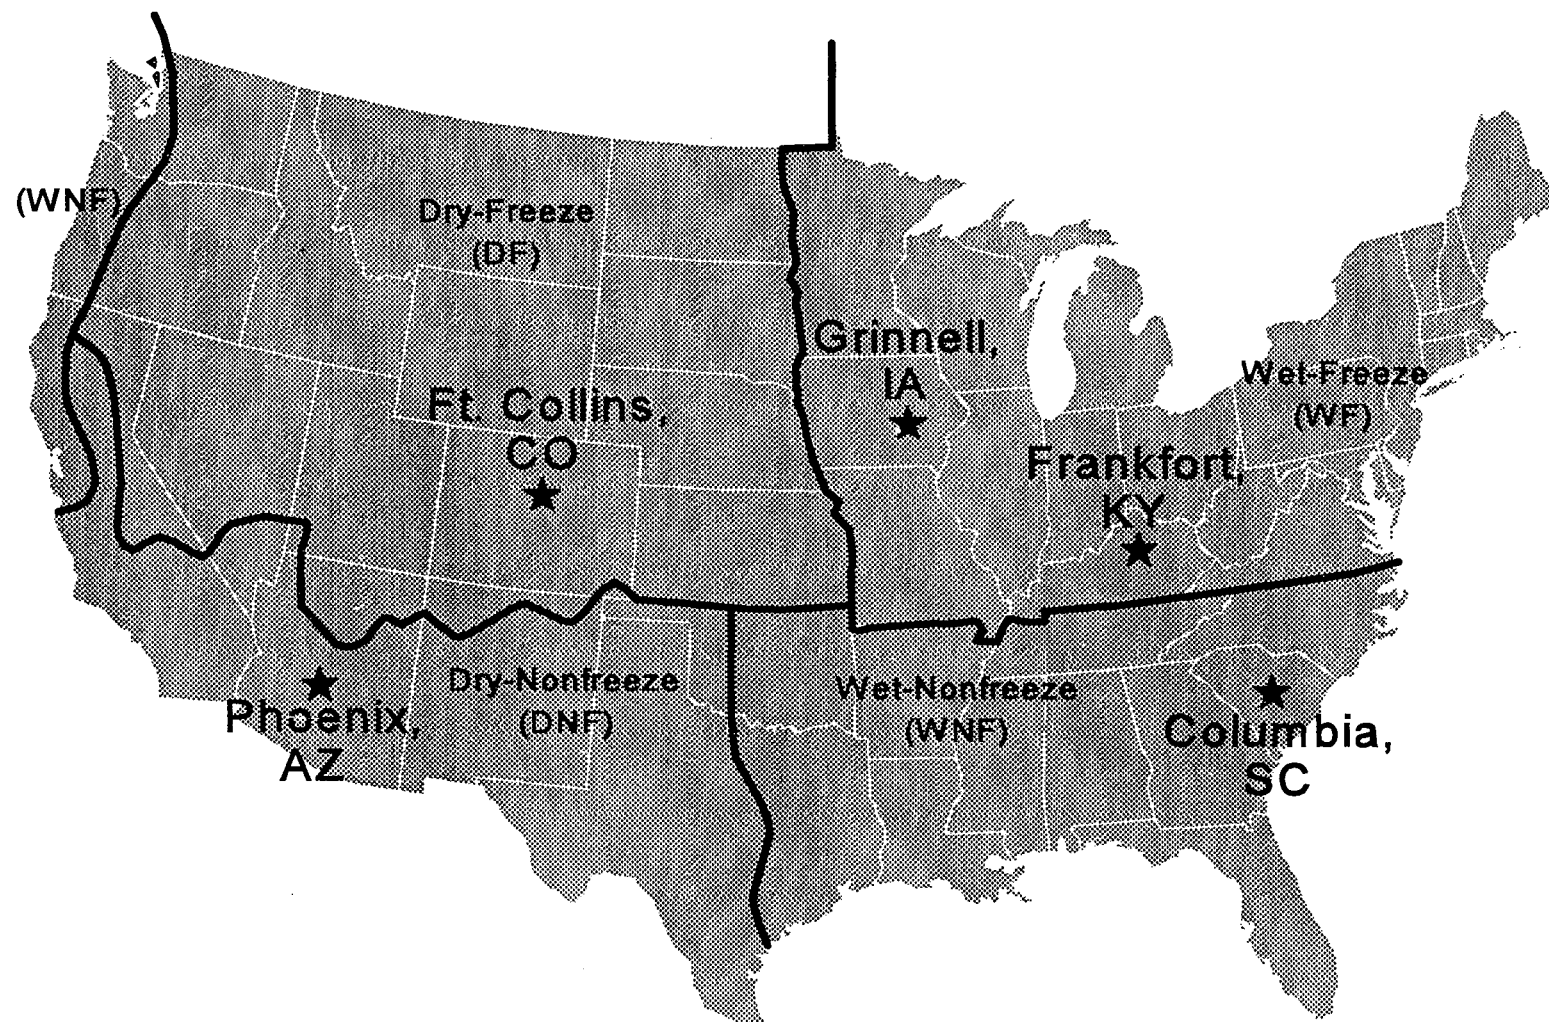 (WNF)
Dry-Freeze
(DF)
Grinnell,
IA
Ft. Collins,
CO
Wet-Freeze
(WF)
Frankfort,
KY
Phoenix,
AZ
Dry-Nonfreeze
(DNF)
Wet-Nonfreeze
(WNF)
Columbia,
SC